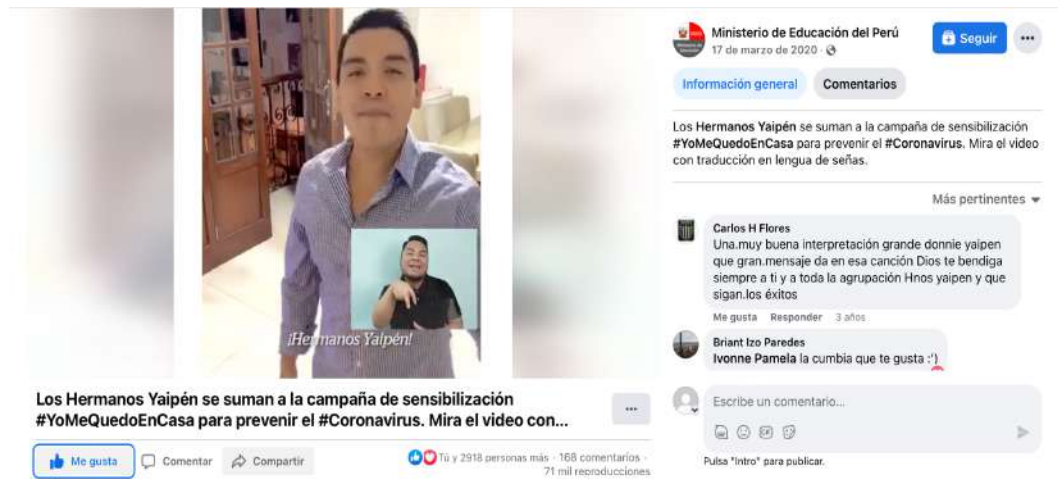 ¡Hermanos Yaipén!
Los Hermanos Yaipén se suman a la campaña de sensibilización
#YoMeQuedoEnCasa para prevenir el #Coronavirus. Mira el video con...
Me gusta
Comentar
Compartir
Tú y 2918 personas más · 168 comentarios ·
71 mil reproducciones
Ministerio de Educación del Perú
17 de marzo de 2020 ·
Seguir
Información general
Comentarios
Los Hermanos Yaipén se suman a la campaña de sensibilización
#YoMeQuedoEnCasa para prevenir el #Coronavirus. Mira el video
con traducción en lengua de señas.
Más pertinentes
Carlos H Flores
Una.muy buena interpretación grande donnie yaipen
que gran.mensaje da en esa canción Dios te bendiga
siempre a ti y a toda la agrupación Hnos yaipen y que
sigan.los éxitos
Me gusta Responder 3 años
Briant Izo Paredes
Ivonne Pamela la cumbia que te gusta :')
Escribe un comentario...
Pulsa "Intro" para publicar.